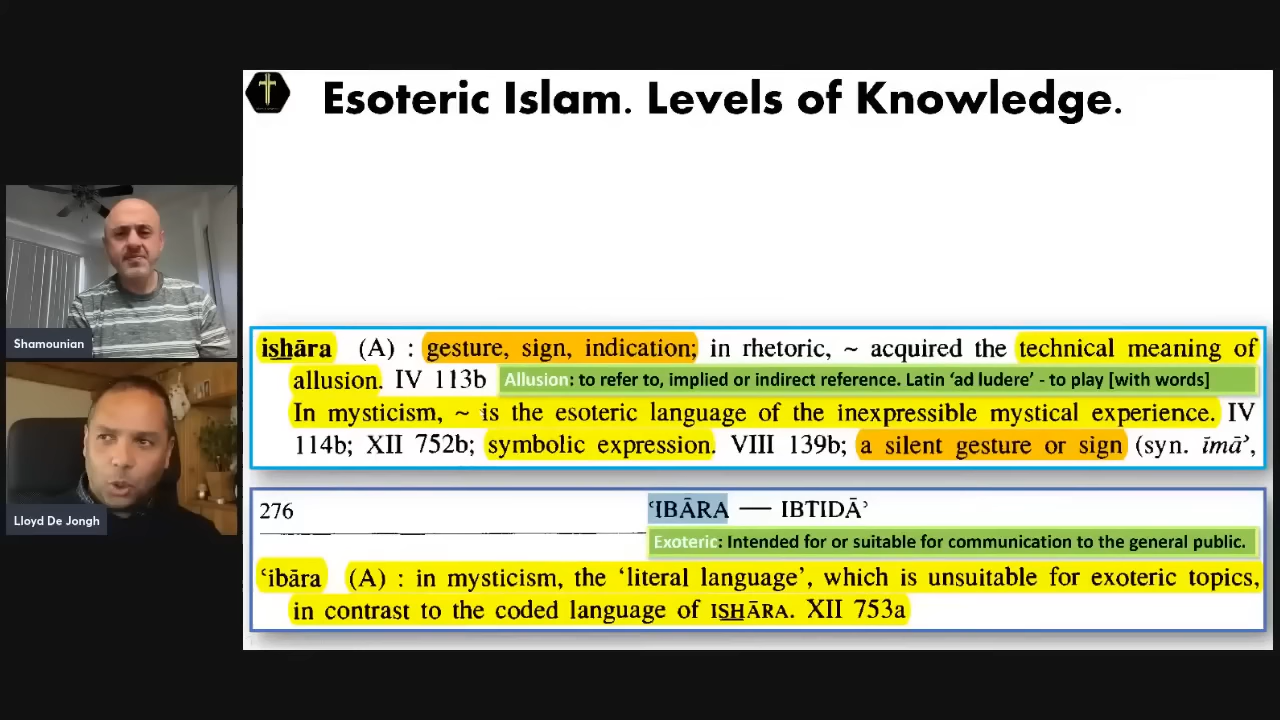 Esoteric Islam. Levels of Knowledge.
Shamounian
Lloyd De Jongh
ishāra (A) : gesture, sign, indication; in rhetoric, ~ acquired the technical meaning of
allusion. IV 113b Allusion: to refer to, implied or indirect reference. Latin ‘ad ludere’ - to play [with words]
In mysticism, ~ is the esoteric language of the inexpressible mystical experience. IV
114b; XII 752b; symbolic expression. VIII 139b; a silent gesture or sign (syn. īmāʾ,
276 ʿIBĀRA — IBTIDĀʾ
Exoteric: Intended for or suitable for communication to the general public.
ʿibāra (A) : in mysticism, the ‘literal language’, which is unsuitable for exoteric topics,
in contrast to the coded language of ISHĀRA. XII 753a